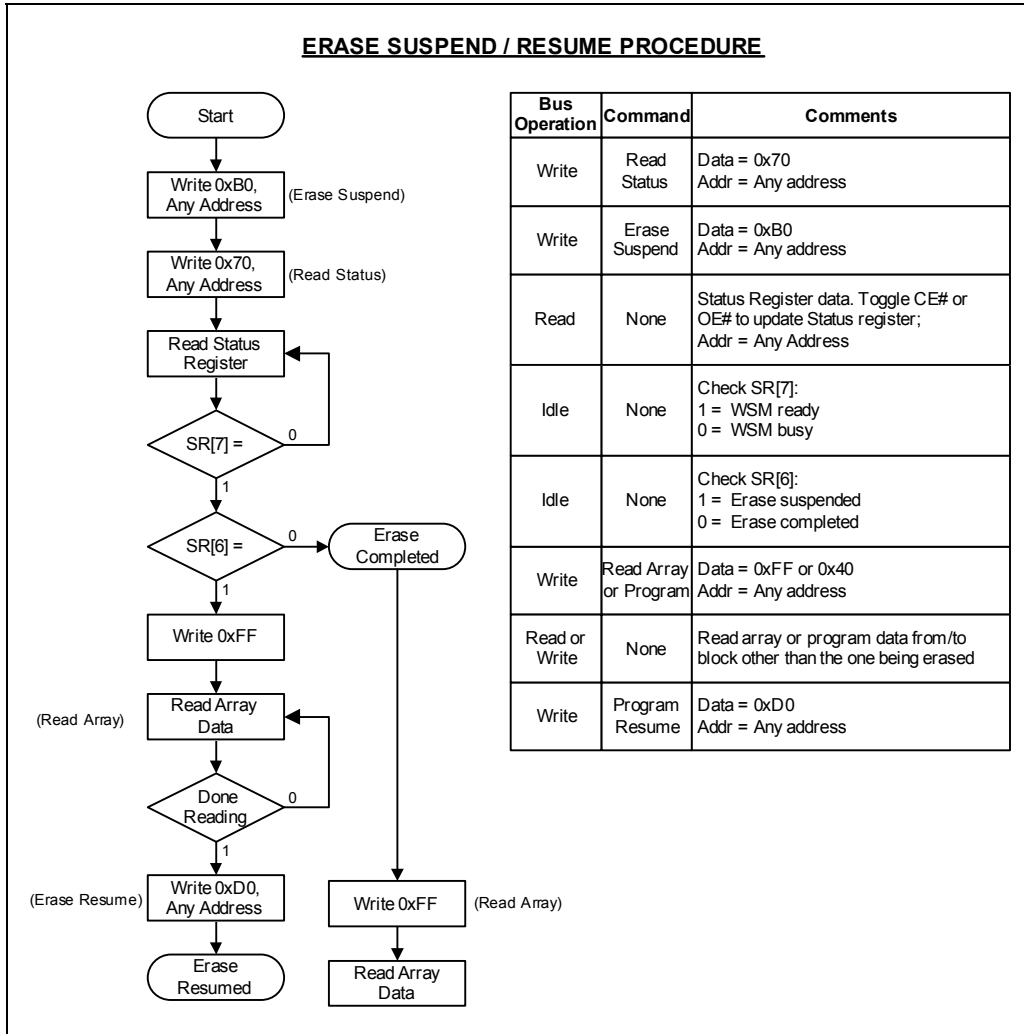 ERASE SUSPEND / RESUME PROCEDURE
Start
Write 0xB0,
Any Address
(Erase Suspend)
Write 0x70,
Any Address
(Read Status)
Read Status
Register
SR[7] =
0
1
SR[6] =
0
Erase
Completed
1
Write 0xFF
(Read Array)
Read Array
Data
Done
Reading
0
1
(Erase Resume)
Write 0xD0,
Any Address
Erase
Resumed
Write 0xFF
(Read Array)
Read Array
Data
Bus
Operation
Command
Comments
Write
Read
Status
Data = 0x70
Addr = Any address
Write
Erase
Suspend
Data = 0xB0
Addr = Any address
Read
None
Status Register data. Toggle CE# or
OE# to update Status register;
Addr = Any Address
Idle
None
Check SR[7]:
1 = WSM ready
0 = WSM busy
Idle
None
Check SR[6]:
1 = Erase suspended
0 = Erase completed
Write
Read Array
or Program
Data = 0xFF or 0x40
Addr = Any address
Read or
Write
None
Read array or program data from/to
block other than the one being erased
Write
Program
Resume
Data = 0xD0
Addr = Any address